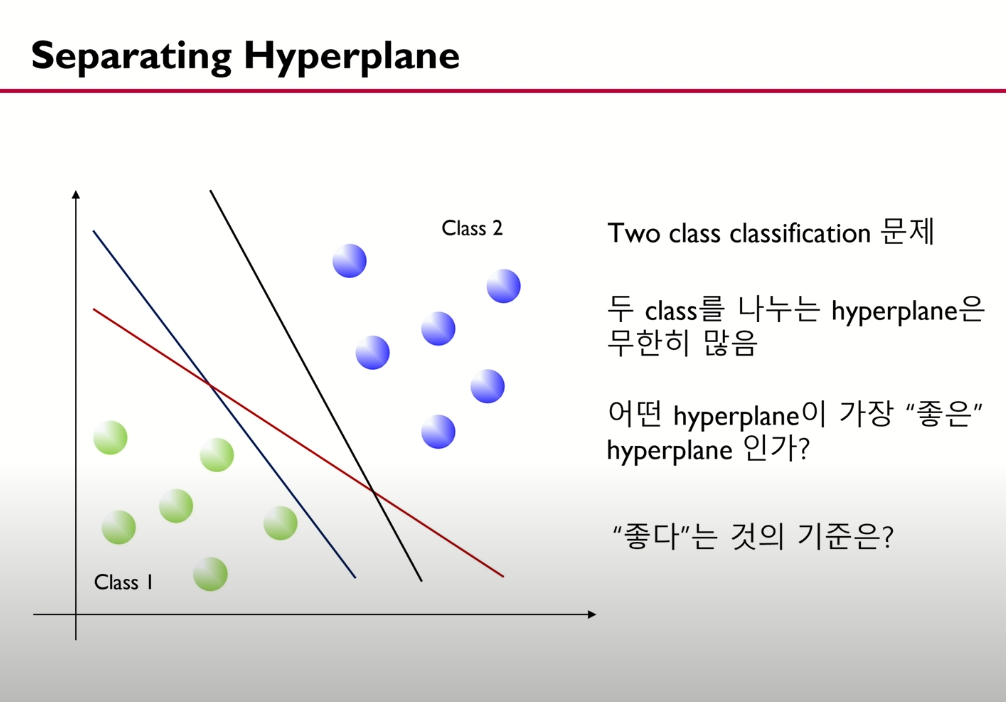 Separating Hyperplane
Class 2
Class 1
Two class classification 문제
두 class를 나누는 hyperplane은
무한히 많음
어떤 hyperplane이 가장 “좋은”
hyperplane 인가?
“좋다”는 것의 기준은?